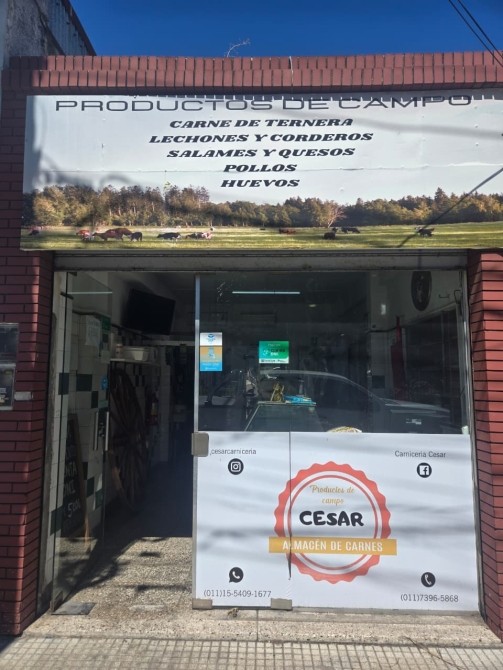 PRODUCTOS DE CAMPO
CARNE DE TERNERA
LECHONES Y CORDEROS
SALAMES Y QUESOS
POLLOS
HUEVOS
cesarcarniceria
Carnicería Cesar
Productos de
campo
CESAR
ALMACÉN DE CARNES
(011)15-5409-1677
(011)7396-5868